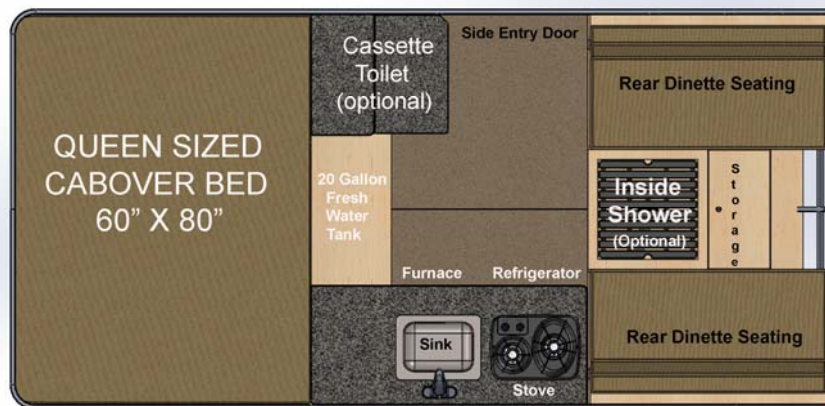 QUEEN SIZED
CABOVER BED
60” X 80”
Cassette
Toilet
(optional)
Side Entry Door
20 Gallon
Fresh
Water
Tank
Furnace
Refrigerator
Sink
Stove
Rear Dinette Seating
Inside
Shower
(Optional)
Storage
Rear Dinette Seating